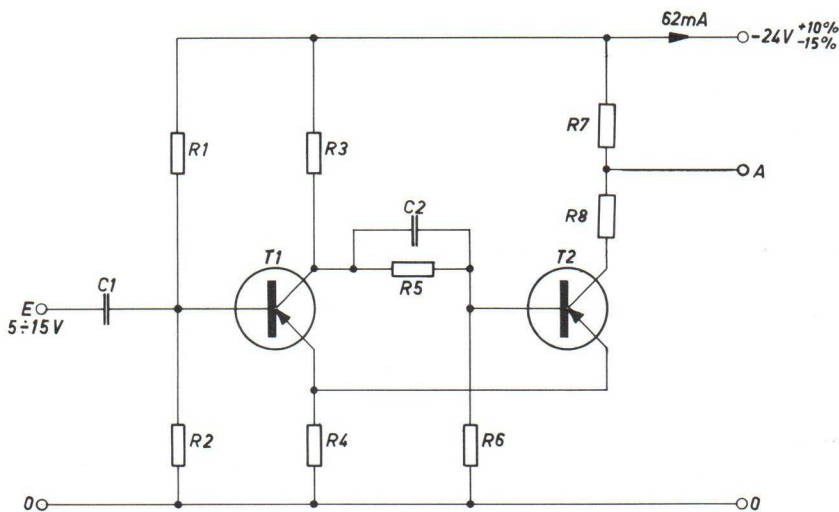 62mA
-24V +10% -15%
R1
R3
R7
A
C2
R8
T1
T2
C1
R5
E
5÷15V
R2
R4
R6
0
0